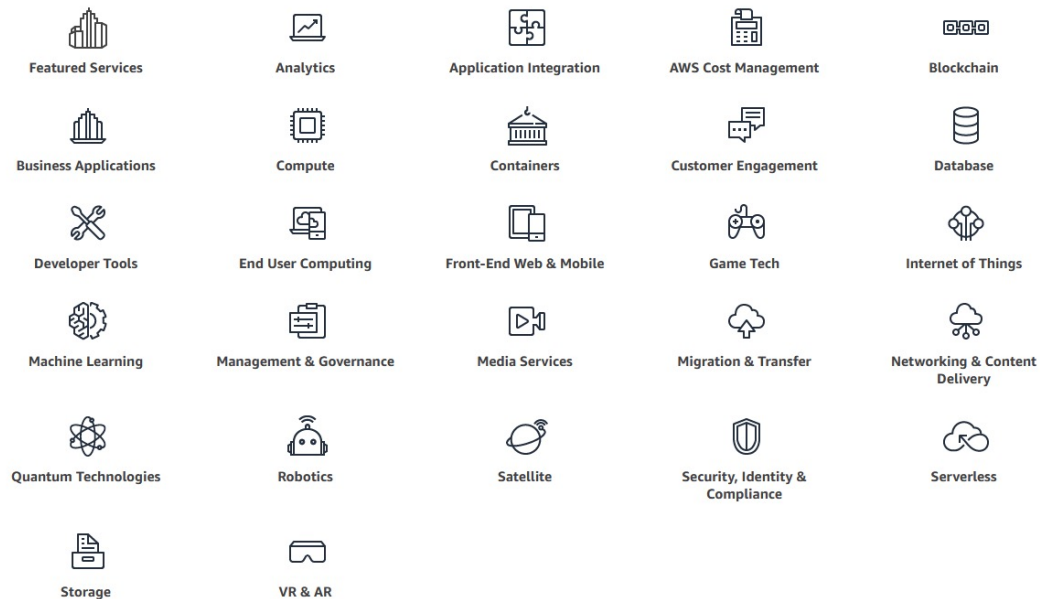 Featured Services
Analytics
Application Integration
AWS Cost Management
Blockchain
Business Applications
Compute
Containers
Customer Engagement
Database
Developer Tools
End User Computing
Front-End Web & Mobile
Game Tech
Internet of Things
Machine Learning
Management & Governance
Media Services
Migration & Transfer
Networking & Content
Delivery
Quantum Technologies
Robotics
Satellite
Security, Identity &
Compliance
Serverless
Storage
VR & AR